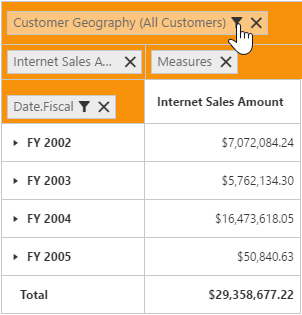 Customer Geography (All Customers)
Internet Sales A... Measures
Date.Fiscal Internet Sales Amount
FY 2002 $7,072,084.24
FY 2003 $5,762,134.30
FY 2004 $16,473,618.05
FY 2005 $50,840.63
Total $29,358,677.22